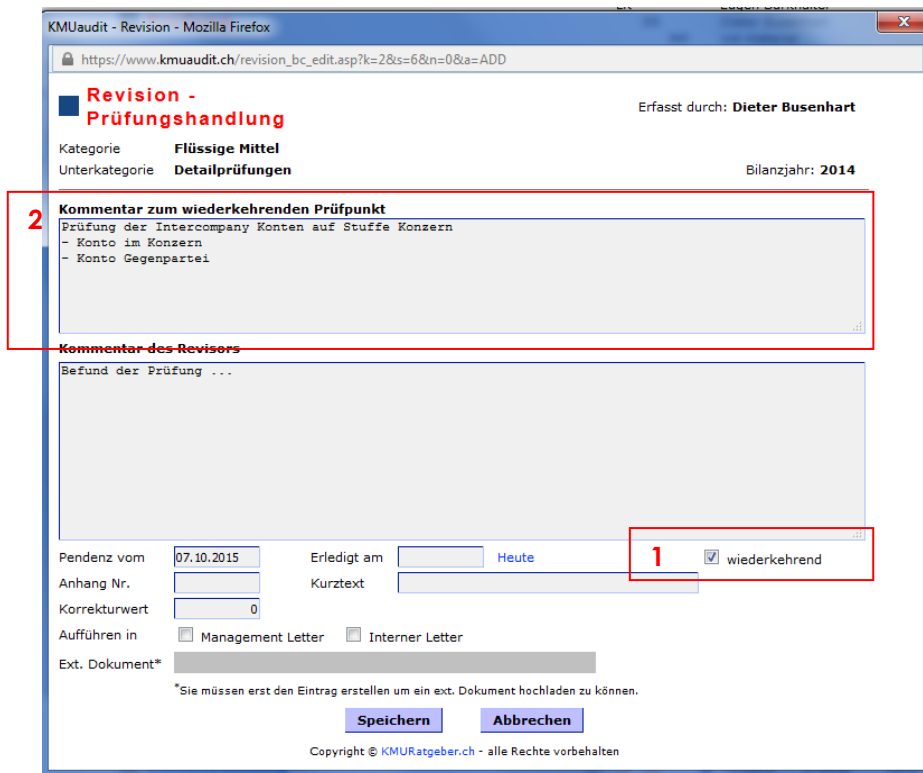 KMUaudit - Revision - Mozilla Firefox
x
https://www.kmuaudit.ch/revision_bc_edit.asp?k=2&s=6&n=0&a=ADD
Revision -
Prüfungshandlung
Erfasst durch: Dieter Busenhart
Kategorie Flüssige Mittel
Unterkategorie Detailprüfungen Bilanzjahr: 2014
2
Kommentar zum wiederkehrenden Prüfpunkt
Prüfung der Intercompany Konten auf Stuffe Konzern
- Konto im Konzern
- Konto Gegenpartei
Kommentar des Revisors
Befund der Prüfung ...
Pendenz vom 07.10.2015 Erledigt am Heute 1 wiederkehrend
Anhang Nr. Kurztext
Korrekturwert 0
Aufführen in Management Letter Interner Letter
Ext. Dokument*
*Sie müssen erst den Eintrag erstellen um ein ext. Dokument hochladen zu können.
Speichern Abbrechen
Copyright © KMURatgeber.ch - alle Rechte vorbehalten